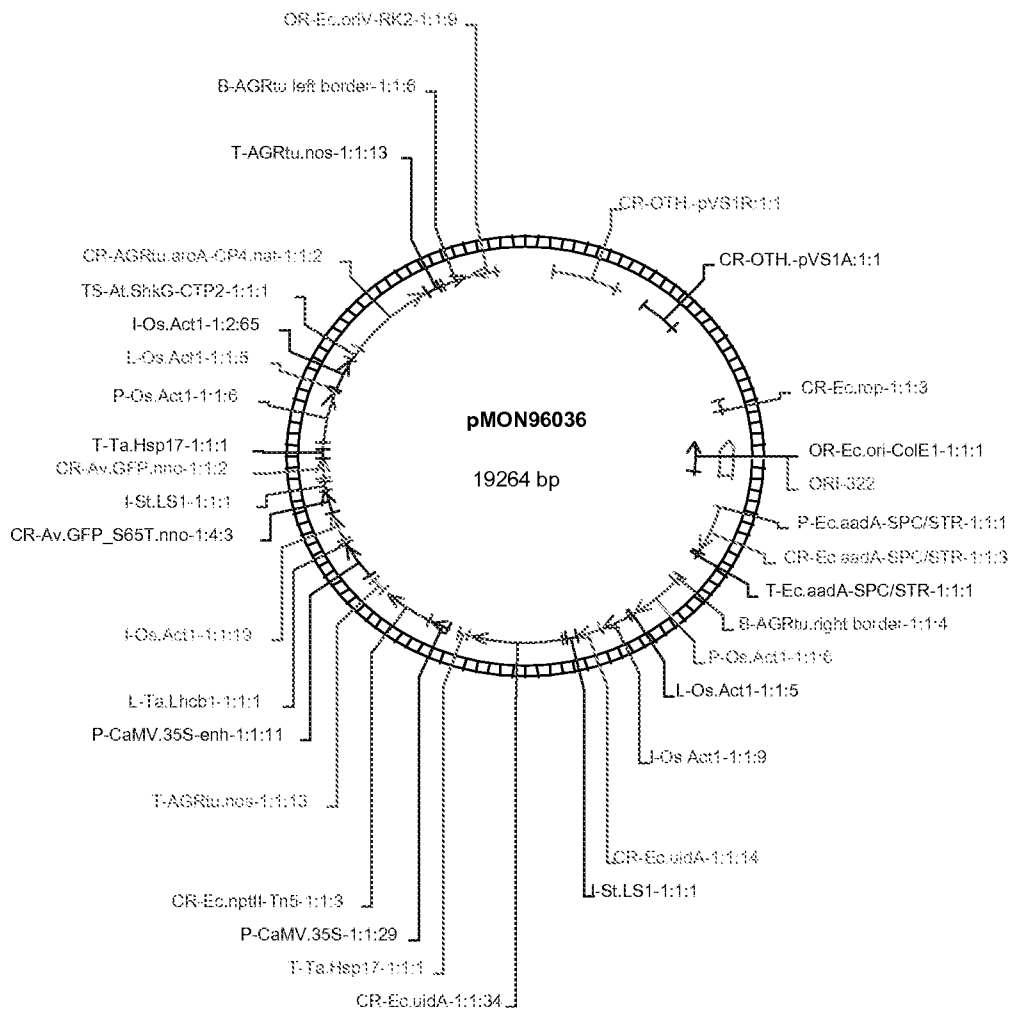 OR-Ec.oriV-RK2-1:1:9
B-AGRtu.left border-1:1:6
T-AGRtu.nos-1:1:13
CR-OTH.-pVS1R:1:1
CR-AGRtu.aroA-CP4.nat-1:1:2
CR-OTH.-pVS1A:1:1
TS-At.ShkG-CTP2-1:1:1
I-Os.Act1-1:2:65
L-Os.Act1-1:1:5
P-Os.Act1-1:1:6
CR-Ec.rop-1:1:3
pMON96036
T-Ta.Hsp17-1:1:1
OR-Ec.ori-ColE1-1:1:1
CR-Av.GFP.nno-1:1:2
19264 bp
ORI-322
I-St.LS1-1:1:1
P-Ec.aadA-SPC/STR-1:1:1
CR-Av.GFP_S65T.nno-1:4:3
CR-Ec.aadA-SPC/STR-1:1:3
T-Ec.aadA-SPC/STR-1:1:1
I-Os.Act1-1:1:19
B-AGRtu.right border-1:1:4
P-Os.Act1-1:1:6
L-Os.Act1-1:1:5
L-Ta.Lhcb1-1:1:1
P-CaMV.35S-enh-1:1:11
I-Os.Act1-1:1:9
T-AGRtu.nos-1:1:13
CR-Ec.uidA-1:1:14
I-St.LS1-1:1:1
CR-Ec.nptII-Tn5-1:1:3
P-CaMV.35S-1:1:29
T-Ta.Hsp17-1:1:1
CR-Ec.uidA-1:1:34